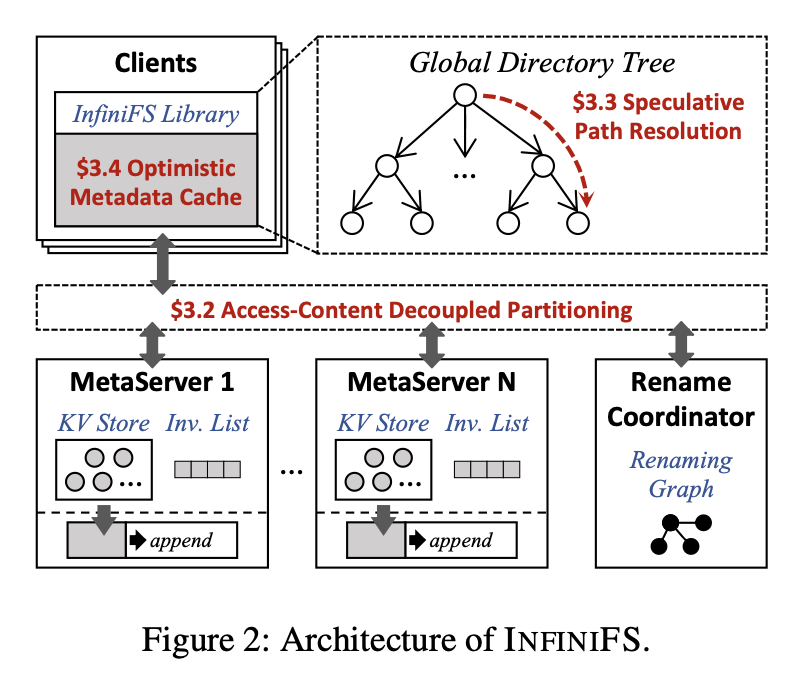 Clients
InfiniFS Library
$3.4 Optimistic
Metadata Cache
Global Directory Tree
$3.3 Speculative
Path Resolution
...
$3.2 Access-Content Decoupled Partitioning
MetaServer 1
KV Store Inv. List
...
append
...
MetaServer N
KV Store Inv. List
...
append
Rename
Coordinator
Renaming
Graph
Figure 2: Architecture of INFINIFS.